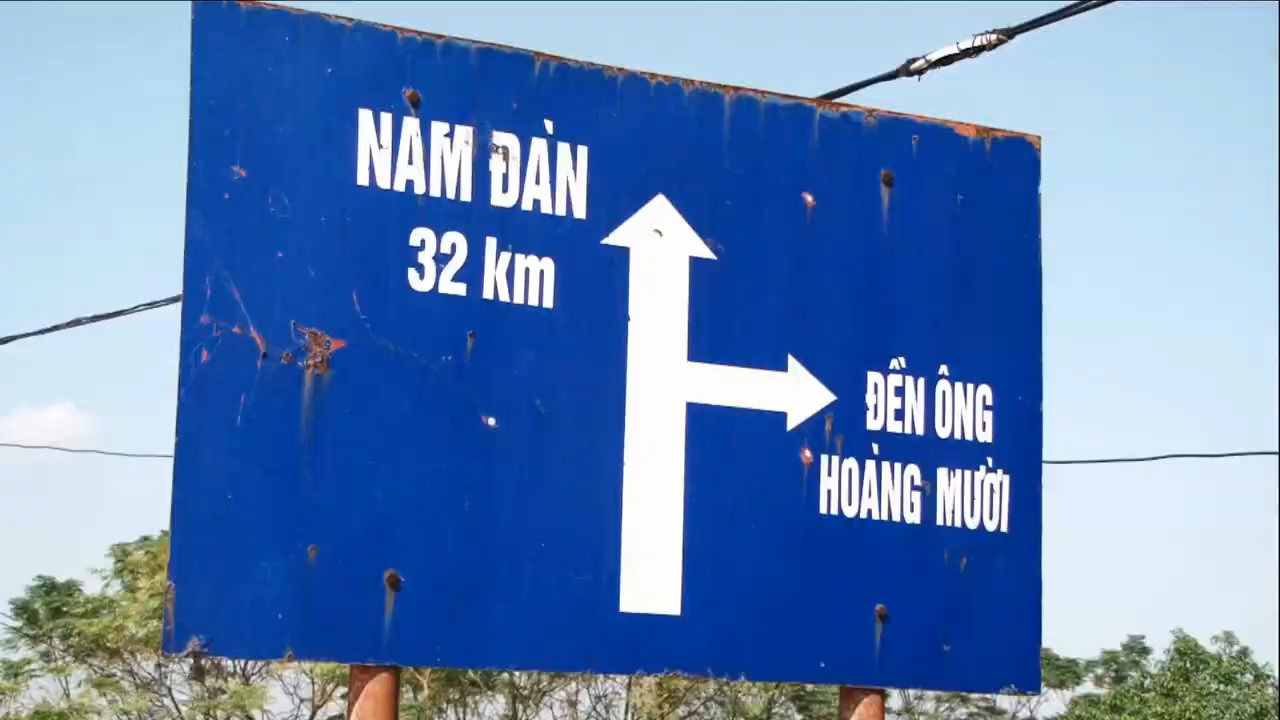 NAM ĐÀN
32 km
ĐỀN ÔNG
HOÀNG MƯỜI